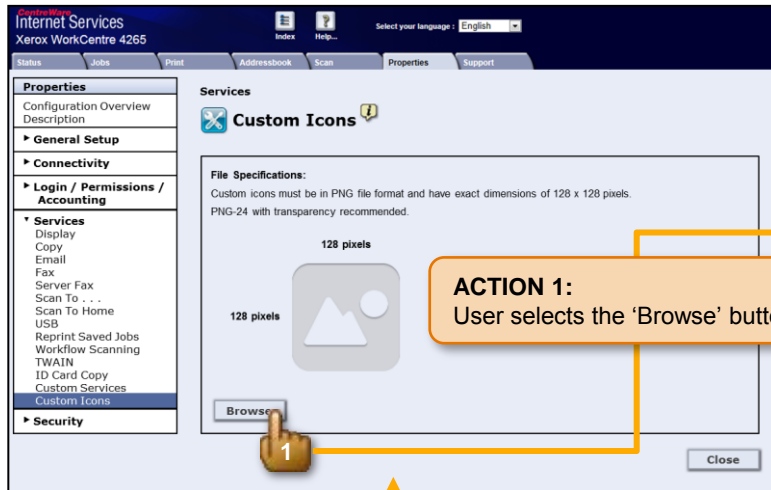 CentreWare
Internet Services
Xerox WorkCentre 4265
Index
Help...
Select your language :
English
Status
Jobs
Print
Addressbook
Scan
Properties
Support
Properties
Configuration Overview
Description
General Setup
Connectivity
Login / Permissions /
Accounting
Services
Display
Copy
Email
Fax
Server Fax
Scan To . . .
Scan To Home
USB
Reprint Saved Jobs
Workflow Scanning
TWAIN
ID Card Copy
Custom Services
Custom Icons
Security
Services
Custom Icons
File Specifications:
Custom icons must be in PNG file format and have exact dimensions of 128 x 128 pixels.
PNG-24 with transparency recommended.
128 pixels
128 pixels
ACTION 1:
User selects the ‘Browse’ butto
Browse
1
Close